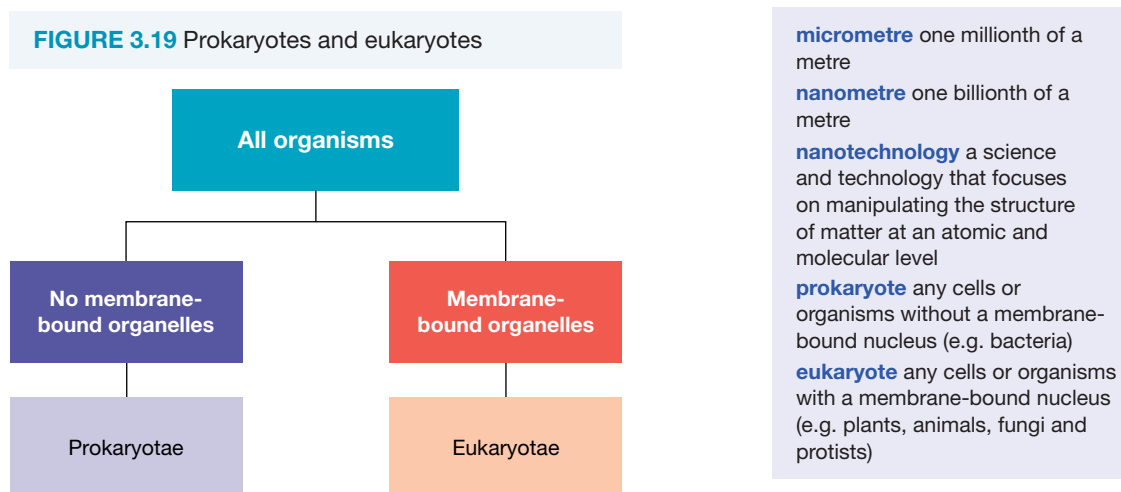 FIGURE 3.19 Prokaryotes and eukaryotes
All organisms
No membrane-
bound organelles
Membrane-
bound organelles
Prokaryotae
Eukaryotae
micrometre one millionth of a
metre
nanometre one billionth of a
metre
nanotechnology a science
and technology that focuses
on manipulating the structure
of matter at an atomic and
molecular level
prokaryote any cells or
organisms without a membrane-
bound nucleus (e.g. bacteria)
eukaryote any cells or organisms
with a membrane-bound nucleus
(e.g. plants, animals, fungi and
protists)